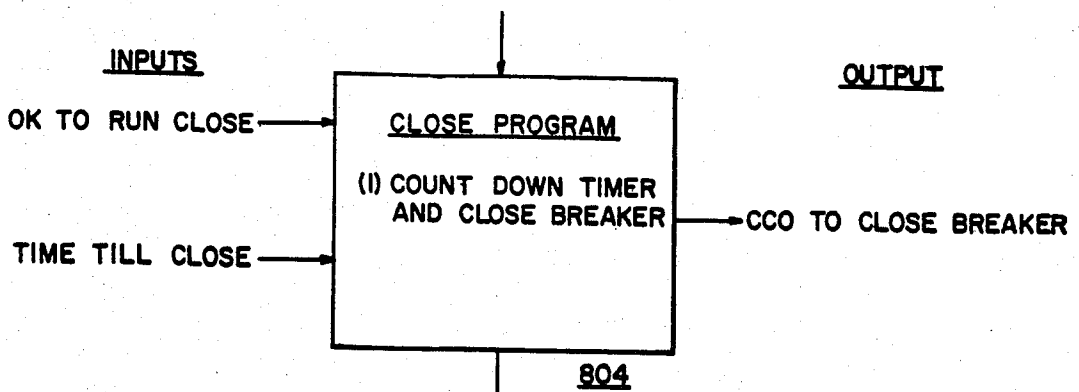 INPUTS
OK TO RUN CLOSE
TIME TILL CLOSE
CLOSE PROGRAM
(1) COUNT DOWN TIMER
AND CLOSE BREAKER
OUTPUT
CCO TO CLOSE BREAKER
804